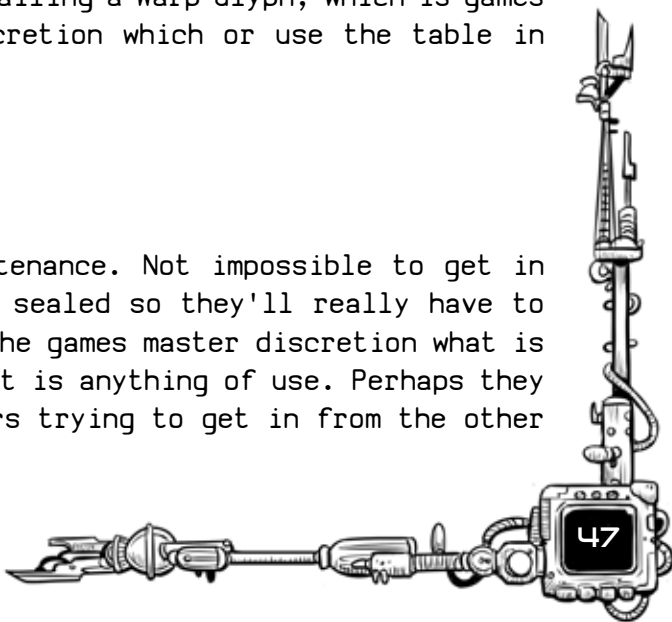 a warp glyph, which is games
cretion which or use the table in
tenance. Not impossible to get in
sealed so they'll really have to
he games master discretion what is
t is anything of use. Perhaps they
rs trying to get in from the other
47